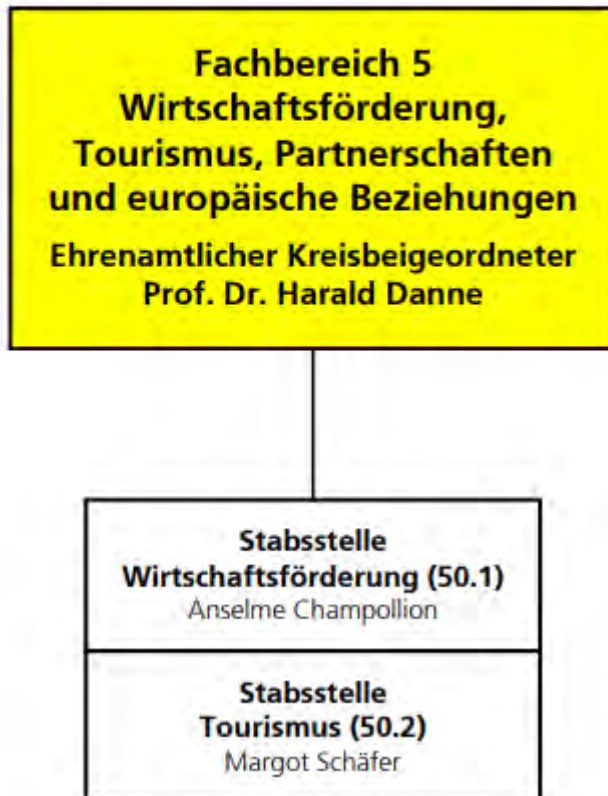 Fachbereich 5
Wirtschaftsförderung,
Tourismus, Partnerschaften
und europäische Beziehungen
Ehrenamtlicher Kreisbeigeordneter
Prof. Dr. Harald Danne
Stabsstelle
Wirtschaftsförderung (50.1)
Anselme Champollion
Stabsstelle
Tourismus (50.2)
Margot Schäfer